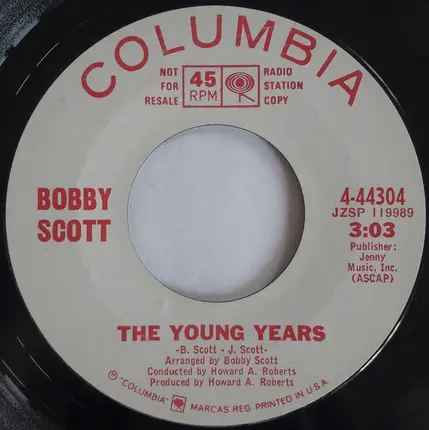 COLUMBIA
NOT FOR RESALE
45 RPM
RADIO STATION COPY
BOBBY SCOTT
4-44304
JZSP 119989
3:03
Publisher:
Jenny
Music, Inc.
(ASCAP)
THE YOUNG YEARS
-B. Scott - J. Scott-
Arranged by Bobby Scott
Conducted by Howard A. Roberts
Produced by Howard A. Roberts
Ⓟ "COLUMBIA" MARCAS REG. PRINTED IN U.S.A.